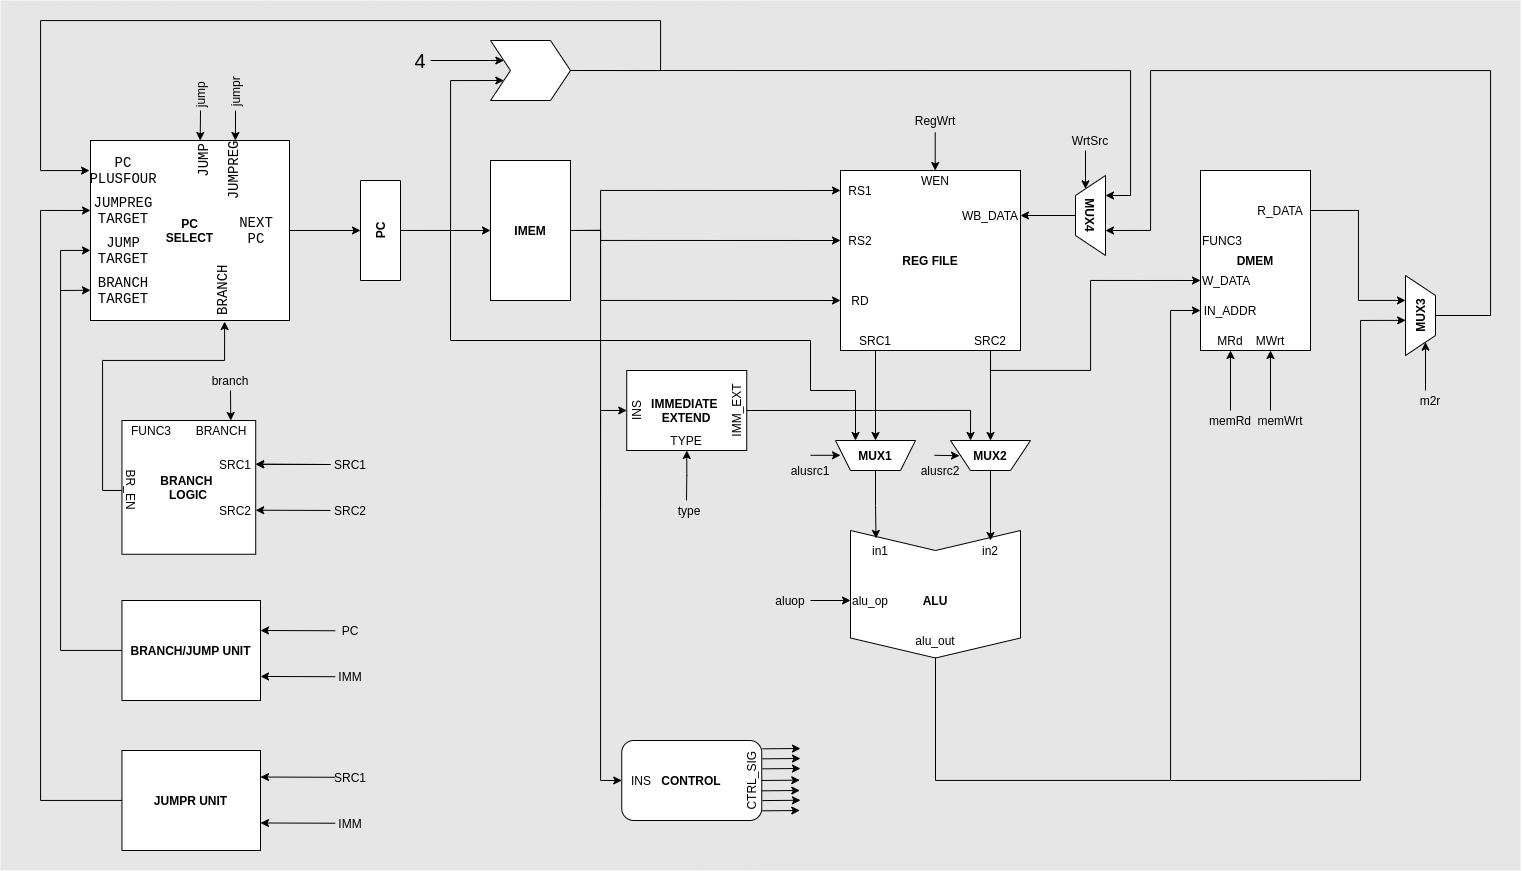 4
jump
jumpr
JUMP
JUMPREG
PC
PLUSFOUR
JUMPREG
TARGET
JUMP
TARGET
BRANCH
TARGET
PC
SELECT
NEXT
PC
BRANCH
PC
IMEM
RegWrt
WEN
RS1
RS2
RD
WB_DATA
REG FILE
SRC1
SRC2
WrtSrc
MUX4
R_DATA
FUNC3
DMEM
W_DATA
IN_ADDR
MRd
MWrt
memRd
memWrt
MUX3
m2r
branch
FUNC3
BRANCH
BR_EN
BRANCH
LOGIC
SRC1
SRC2
SRC1
SRC2
INS
IMMEDIATE
EXTEND
IMM_EXT
TYPE
type
alusrc1
MUX1
alusrc2
MUX2
in1
in2
aluop
alu_op
ALU
alu_out
BRANCH/JUMP UNIT
PC
IMM
JUMPR UNIT
SRC1
IMM
INS
CONTROL
CTRL_SIG